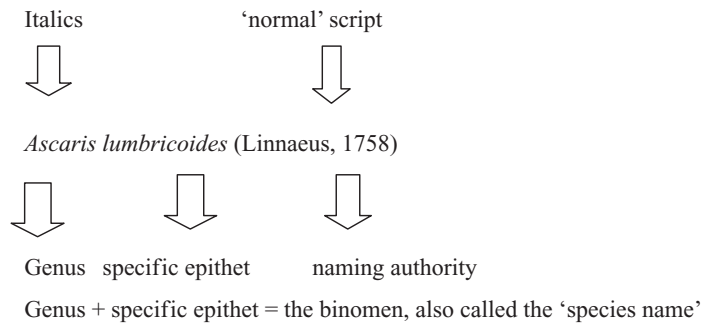 Italics ‘normal’ script
Ascaris lumbricoides (Linnaeus, 1758)
Genus specific epithet naming authority
Genus + specific epithet = the binomen, also called the ‘species name’